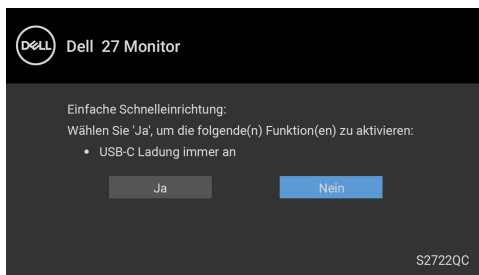 DELL
Dell 27 Monitor
Einfache Schnelleinrichtung:
Wählen Sie 'Ja', um die folgende(n) Funktion(en) zu aktivieren:
• USB-C Ladung immer an
Ja
Nein
S2722QC